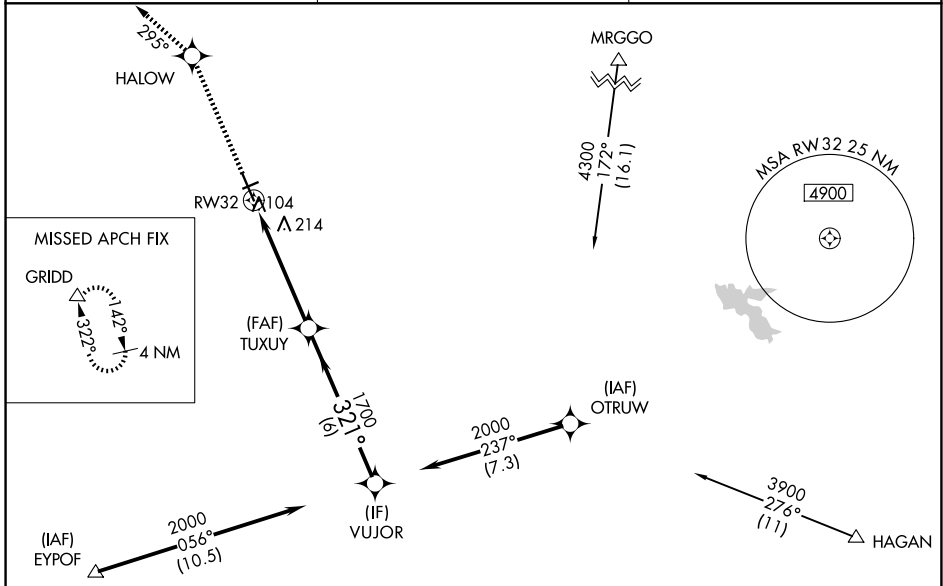 295°
HALOW
RW32
104
214
MRGGO
4300
172°
(16.1)
MSA RW32 25 NM
4900
MISSED APCH FIX
GRIDD
142°
322°
4 NM
(FAF)
TUXUY
1700
321°
(6)
(IF)
VUJOR
(IAF)
OTRUW
2000
237°
(7.3)
3900
276°
(11)
HAGAN
(IAF)
EYPOF
2000
056°
(10.5)